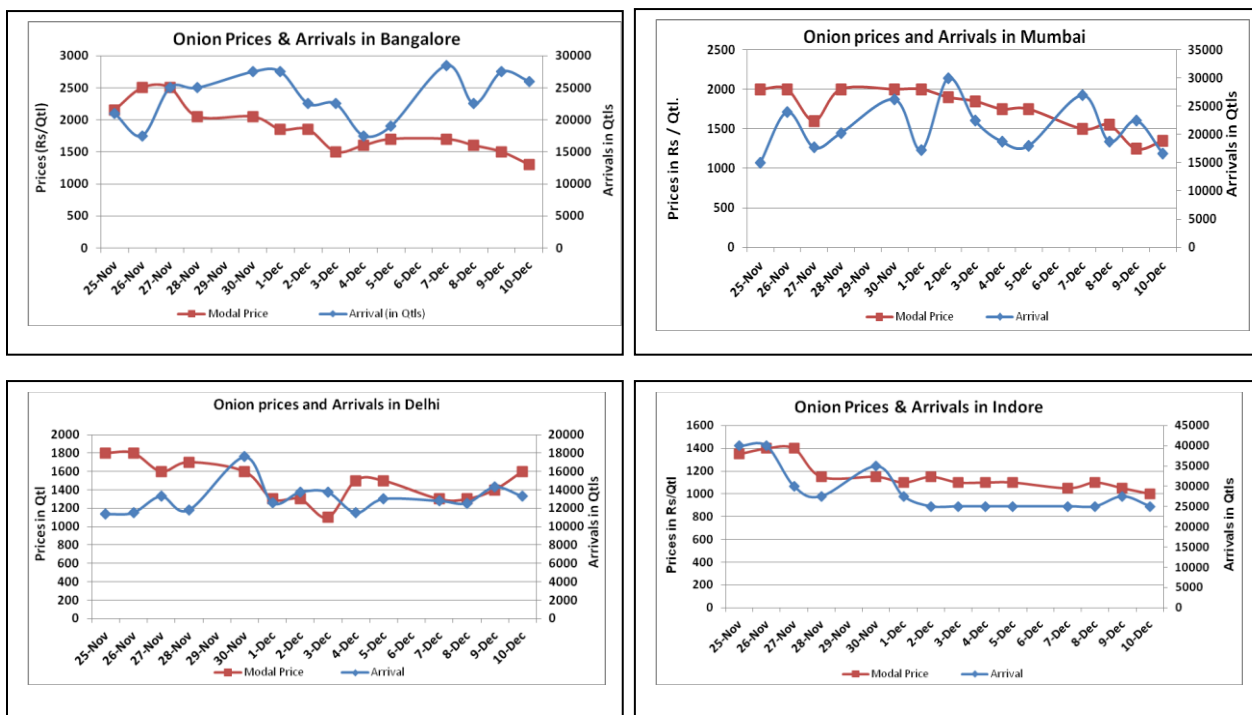 Onion Prices & Arrivals in Bangalore
Prices (Rs/Qtl)
3000
2500
2000
1500
1000
500
0
30000
25000
20000
15000
10000
5000
0
Arrivals in Qtls
25-Nov
26-Nov
27-Nov
28-Nov
29-Nov
30-Nov
1-Dec
2-Dec
3-Dec
4-Dec
5-Dec
6-Dec
7-Dec
8-Dec
9-Dec
10-Dec
Modal Price
Arrival (in Qtls)
Onion prices and Arrivals in Mumbai
Prices in Rs / Qtl.
2500
2000
1500
1000
500
0
35000
30000
25000
20000
15000
10000
5000
0
Arrivals in Qtls
25-Nov
26-Nov
27-Nov
28-Nov
29-Nov
30-Nov
1-Dec
2-Dec
3-Dec
4-Dec
5-Dec
6-Dec
7-Dec
8-Dec
9-Dec
10-Dec
Modal Price
Arrival
Onion prices and Arrivals in Delhi
Prices in Qtl
2000
1800
1600
1400
1200
1000
800
600
400
200
0
20000
18000
16000
14000
12000
10000
8000
6000
4000
2000
0
Arrivals in Qtls
25-Nov
26-Nov
27-Nov
28-Nov
29-Nov
30-Nov
1-Dec
2-Dec
3-Dec
4-Dec
5-Dec
6-Dec
7-Dec
8-Dec
9-Dec
10-Dec
Modal Price
Arrival
Onion Prices & Arrivals in Indore
Prices in Rs/Qtl
1600
1400
1200
1000
800
600
400
200
0
45000
40000
35000
30000
25000
20000
15000
10000
5000
0
Arrivals in Qtls
25-Nov
26-Nov
27-Nov
28-Nov
29-Nov
30-Nov
1-Dec
2-Dec
3-Dec
4-Dec
5-Dec
6-Dec
7-Dec
8-Dec
9-Dec
10-Dec
Modal Price
Arrival